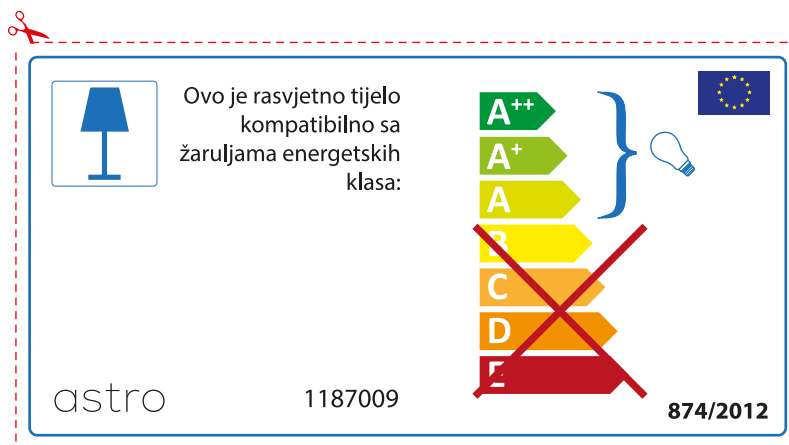 Ovo je rasvjetno tijelo
kompatibilno sa
žaruljama energetskih
klasa:
A++
A+
A
B
C
D
E
astro
1187009
874/2012